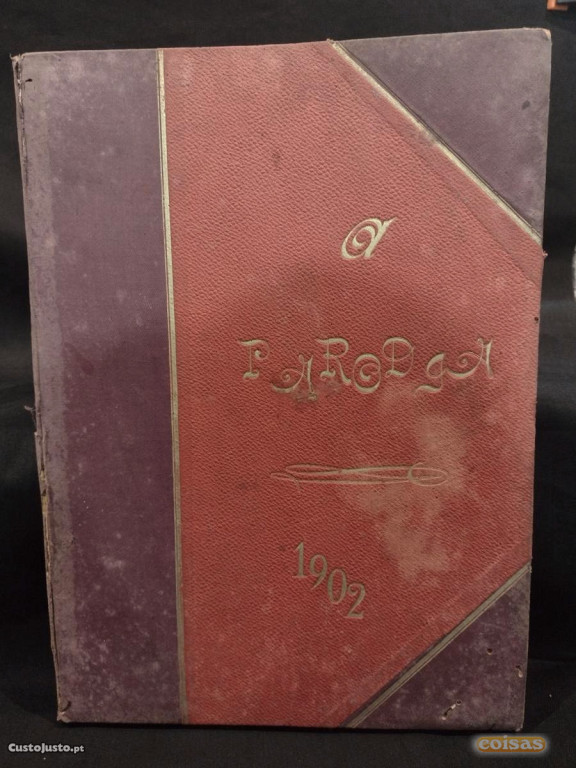 A
PARODIA
1902
CustoJusto.pt
coisas